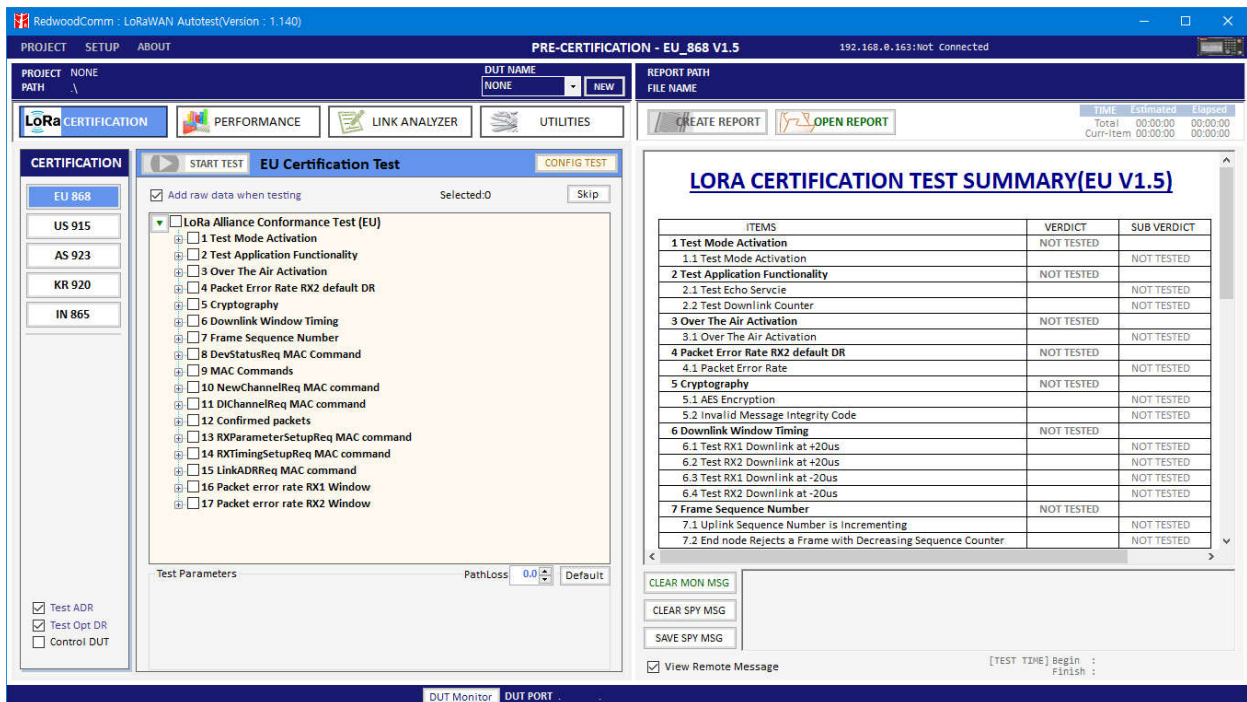 RedwoodComm : LoRaWAN Autotest(Version : 1.140)
PROJECT SETUP ABOUT
PRE-CERTIFICATION - EU_868 V1.5
192.168.0.163:Not Connected
PROJECT NONE
PATH .\
DUT NAME
NONE
NEW
REPORT PATH
FILE NAME
LoRa CERTIFICATION
PERFORMANCE
LINK ANALYZER
UTILITIES
CREATE REPORT
OPEN REPORT
TIME Estimated Elapsed
Total 00:00:00 00:00:00
Curr-Item 00:00:00 00:00:00
CERTIFICATION
EU 868
US 915
AS 923
KR 920
IN 865
Test ADR
Test Opt DR
Control DUT
START TEST
EU Certification Test
CONFIG TEST
Add raw data when testing
Selected:0
Skip
LoRa Alliance Conformance Test (EU)
1 Test Mode Activation
2 Test Application Functionality
3 Over The Air Activation
4 Packet Error Rate RX2 default DR
5 Cryptography
6 Downlink Window Timing
7 Frame Sequence Number
8 DevStatusReq MAC Command
9 MAC Commands
10 NewChannelReq MAC command
11 DIChannelReq MAC command
12 Confirmed packets
13 RXParameterSetupReq MAC command
14 RXTimingSetupReq MAC command
15 LinkADRReq MAC command
16 Packet error rate RX1 Window
17 Packet error rate RX2 Window
Test Parameters
PathLoss 0.0
Default
LORA CERTIFICATION TEST SUMMARY(EU V1.5)
ITEMS VERDICT SUB VERDICT
1 Test Mode Activation NOT TESTED
1.1 Test Mode Activation NOT TESTED
2 Test Application Functionality NOT TESTED
2.1 Test Echo Servcie NOT TESTED
2.2 Test Downlink Counter NOT TESTED
3 Over The Air Activation NOT TESTED
3.1 Over The Air Activation NOT TESTED
4 Packet Error Rate RX2 default DR NOT TESTED
4.1 Packet Error Rate NOT TESTED
5 Cryptography NOT TESTED
5.1 AES Encryption NOT TESTED
5.2 Invalid Message Integrity Code NOT TESTED
6 Downlink Window Timing NOT TESTED
6.1 Test RX1 Downlink at +20us NOT TESTED
6.2 Test RX2 Downlink at +20us NOT TESTED
6.3 Test RX1 Downlink at -20us NOT TESTED
6.4 Test RX2 Downlink at -20us NOT TESTED
7 Frame Sequence Number NOT TESTED
7.1 Uplink Sequence Number is Incrementing NOT TESTED
7.2 End node Rejects a Frame with Decreasing Sequence Counter NOT TESTED
CLEAR MON MSG
CLEAR SPY MSG
SAVE SPY MSG
View Remote Message
[TEST TIME] Begin :
Finish :
DUT Monitor DUT PORT . .